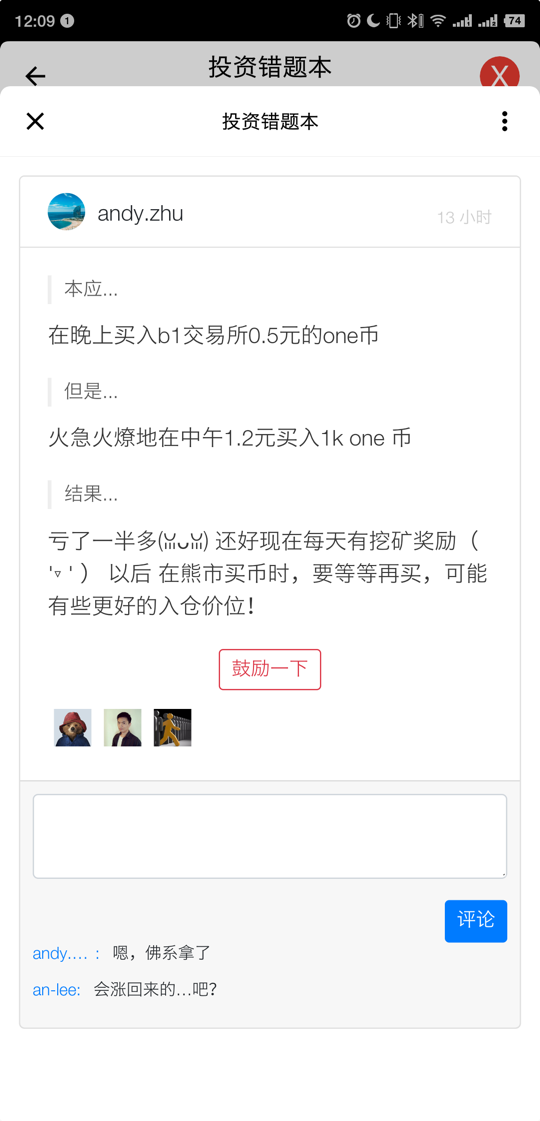 12:09 1
74
投资错题本
X
投资错题本
andy.zhu
13 小时
本应...
在晚上买入b1交易所0.5元的one币
但是...
火急火燎地在中午1.2元买入1k one 币
结果...
亏了一半多(ᵕ̣̣̣̣̣̣ᴗᵕ̣̣̣̣̣̣) 还好现在每天有挖矿奖励（
'▿ ' ） 以后 在熊市买币时，要等等再买，可能
有些更好的入仓价位！
鼓励一下
评论
andy.... ： 嗯，佛系拿了
an-lee: 会涨回来的...吧？